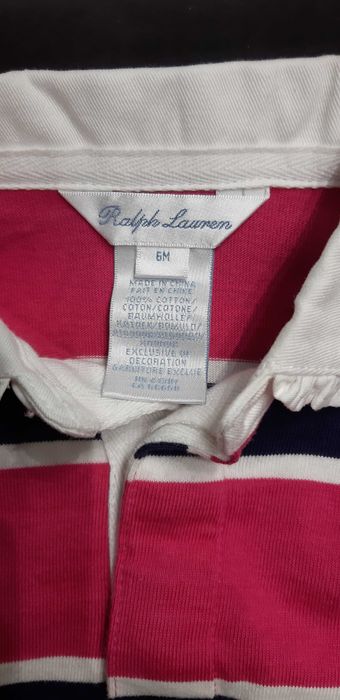 Ralph Lauren
6M
MADE IN CHINA
FAIT EN CHINE
100% COTTON/
COTON/COTONE/
BAUMWOLLE/
EXCLUSIVE OF
DECORATION
GARNITURE EXCLUE